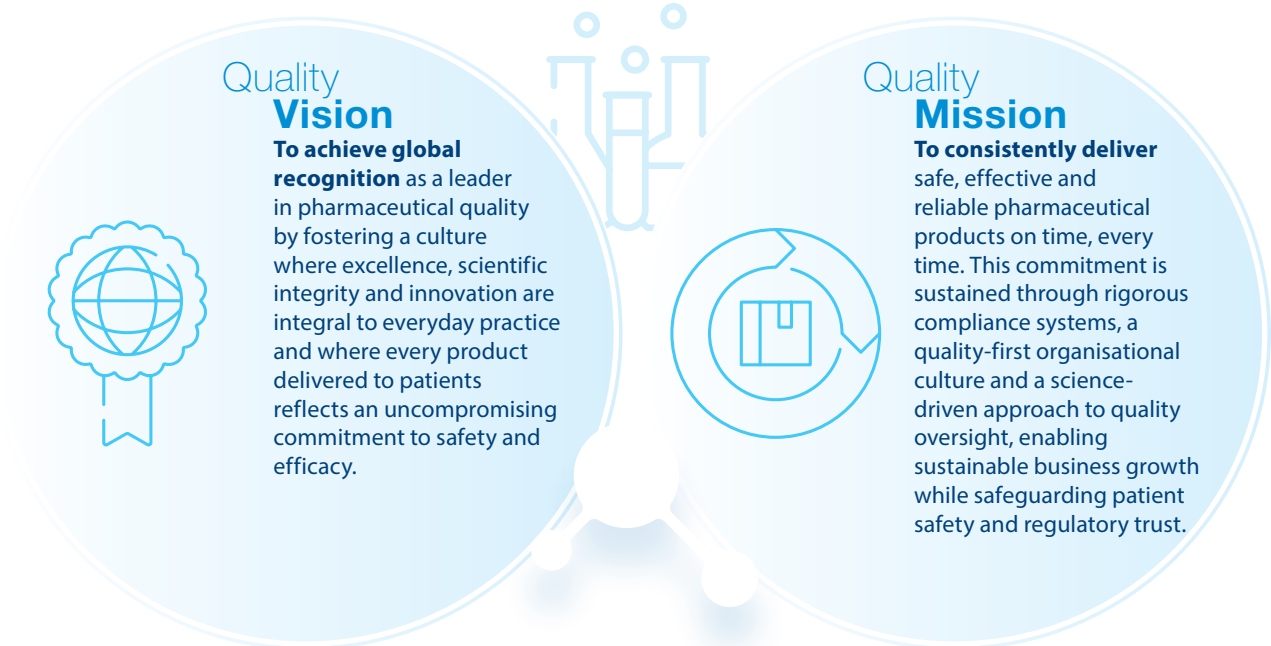 Quality
Vision
To achieve global
recognition as a leader
in pharmaceutical quality
by fostering a culture
where excellence, scientific
integrity and innovation are
integral to everyday practice
and where every product
delivered to patients
reflects an uncompromising
commitment to safety and
efficacy.
Quality
Mission
To consistently deliver
safe, effective and
reliable pharmaceutical
products on time, every
time. This commitment is
sustained through rigorous
compliance systems, a
quality-first organisational
culture and a science-
driven approach to quality
oversight, enabling
sustainable business growth
while safeguarding patient
safety and regulatory trust.